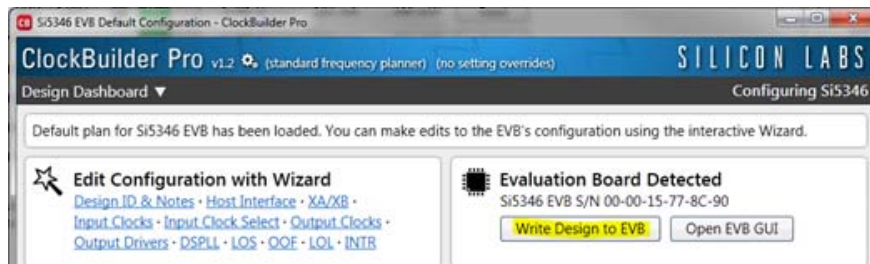 Si5346 EVB Default Configuration - ClockBuilder Pro
ClockBuilder Pro v1.2 (standard frequency planner) (no setting overrides) SILICON LABS
Design Dashboard ▼ Configuring Si5346
Default plan for Si5346 EVB has been loaded. You can make edits to the EVB's configuration using the interactive Wizard.
Edit Configuration with Wizard
Design ID & Notes · Host Interface · XA/XB ·
Input Clocks · Input Clock Select · Output Clocks ·
Output Drivers · DSPLL · LOS · OOF · LOL · INTR
Evaluation Board Detected
Si5346 EVB S/N 00-00-15-77-8C-90
Write Design to EVB Open EVB GUI